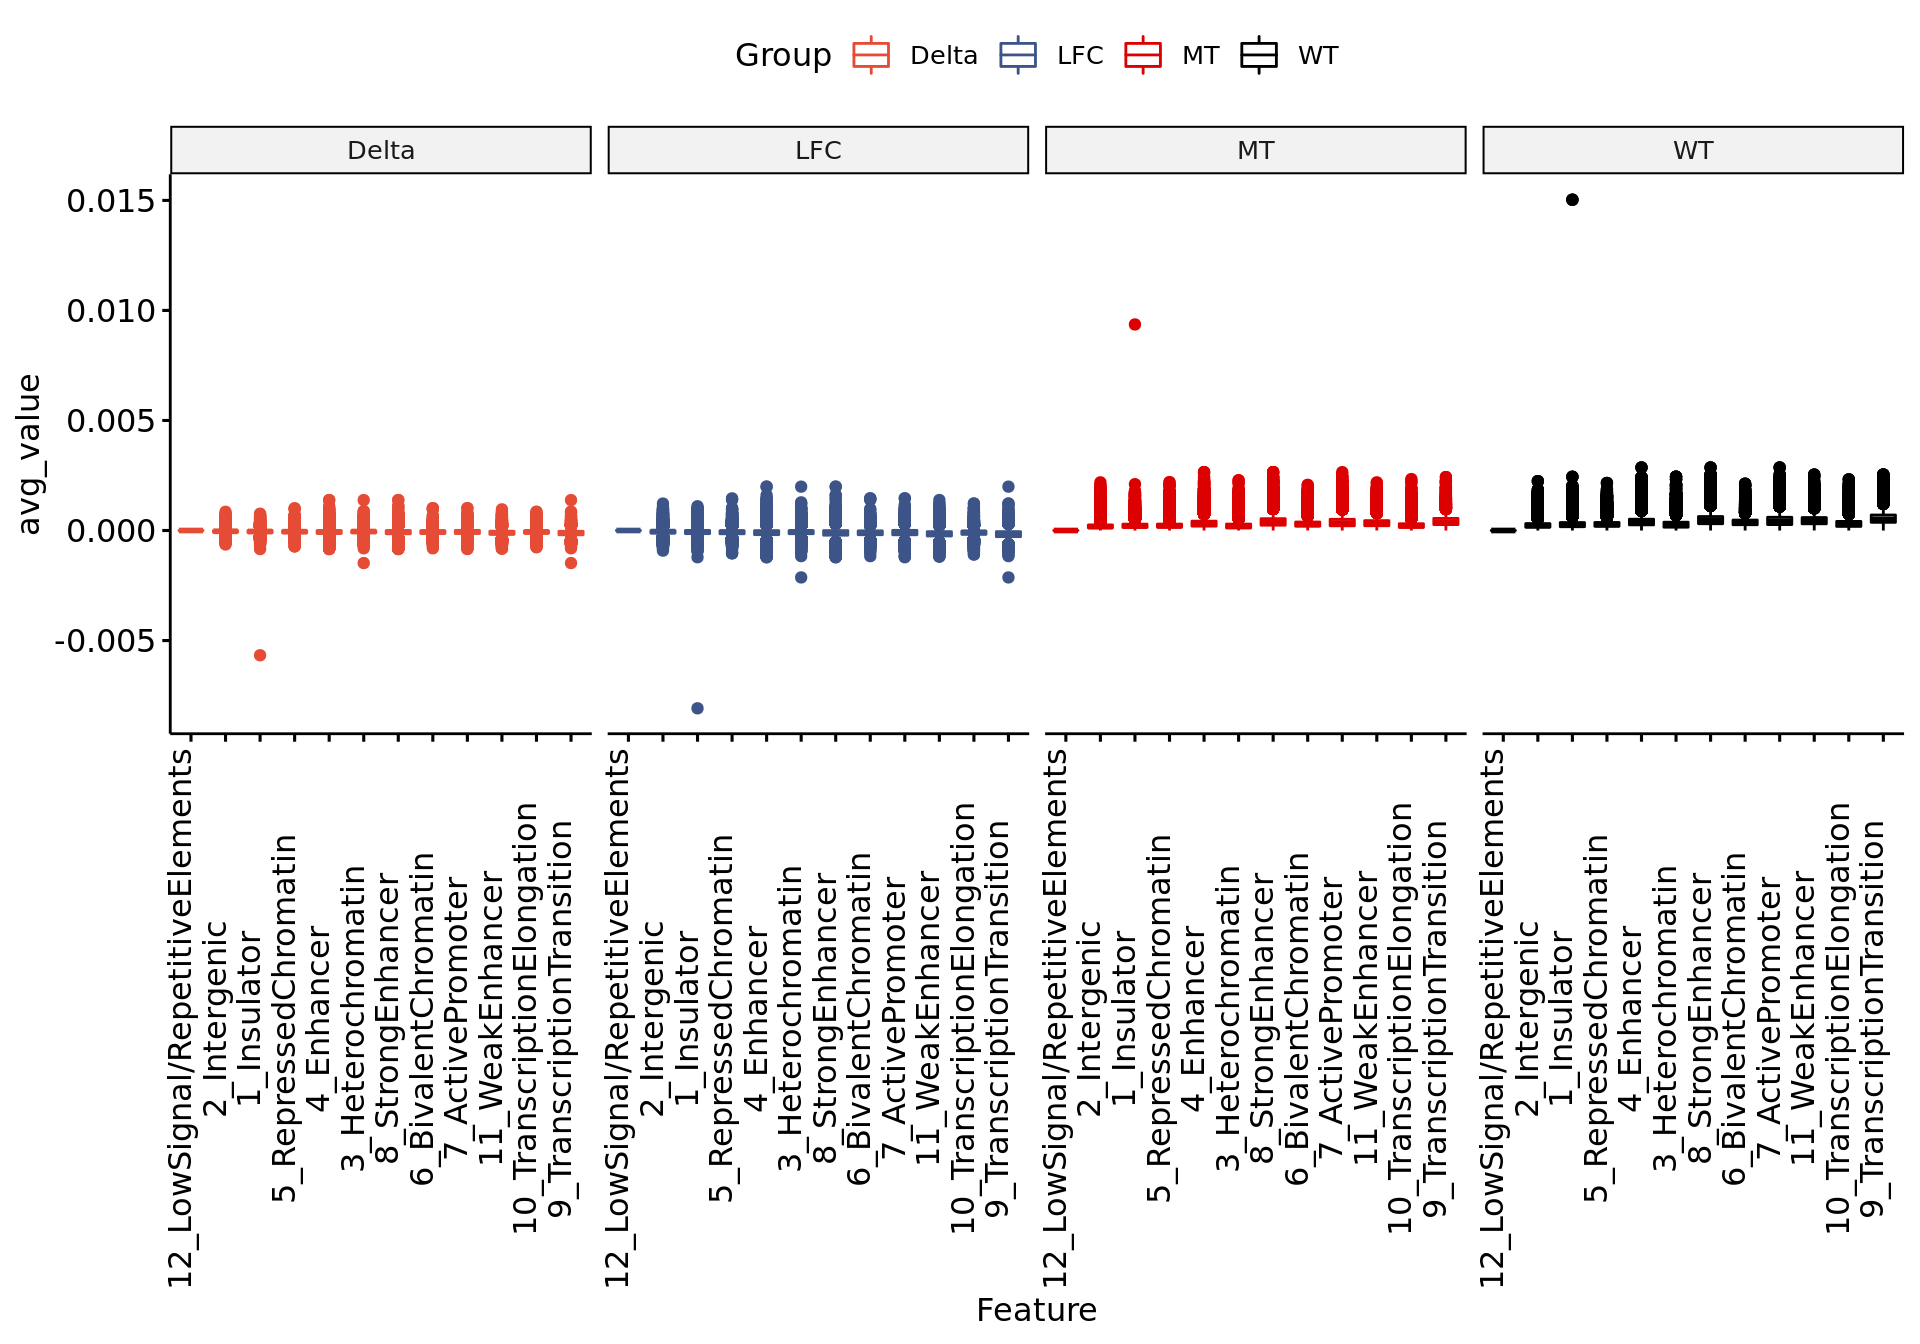 Group Delta LFC MT WT
Delta LFC MT WT
avg_value
0.015
0.010
0.005
0.000
-0.005
12_LowSignal/RepetitiveElements
2_Intergenic
1_Insulator
5_RepressedChromatin
4_Enhancer
3_Heterochromatin
8_StrongEnhancer
6_BivalentChromatin
7_ActivePromoter
11_WeakEnhancer
10_TranscriptionElongation
9_TranscriptionTransition
12_LowSignal/RepetitiveElements
2_Intergenic
1_Insulator
5_RepressedChromatin
4_Enhancer
3_Heterochromatin
8_StrongEnhancer
6_BivalentChromatin
7_ActivePromoter
11_WeakEnhancer
10_TranscriptionElongation
9_TranscriptionTransition
12_LowSignal/RepetitiveElements
2_Intergenic
1_Insulator
5_RepressedChromatin
4_Enhancer
3_Heterochromatin
8_StrongEnhancer
6_BivalentChromatin
7_ActivePromoter
11_WeakEnhancer
10_TranscriptionElongation
9_TranscriptionTransition
12_LowSignal/RepetitiveElements
2_Intergenic
1_Insulator
5_RepressedChromatin
4_Enhancer
3_Heterochromatin
8_StrongEnhancer
6_BivalentChromatin
7_ActivePromoter
11_WeakEnhancer
10_TranscriptionElongation
9_TranscriptionTransition
Feature